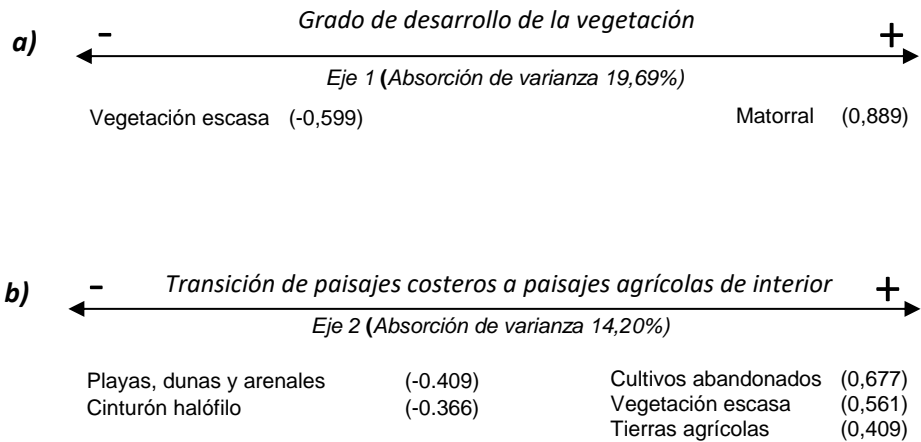 a)
Grado de desarrollo de la vegetación
- +
Eje 1 (Absorción de varianza 19,69%)
Vegetación escasa (-0,599) Matorral (0,889)
b)
Transición de paisajes costeros a paisajes agrícolas de interior
- +
Eje 2 (Absorción de varianza 14,20%)
Playas, dunas y arenales (-0.409) Cultivos abandonados (0,677)
Cinturón halófilo (-0.366) Vegetación escasa (0,561)
Tierras agrícolas (0,409)